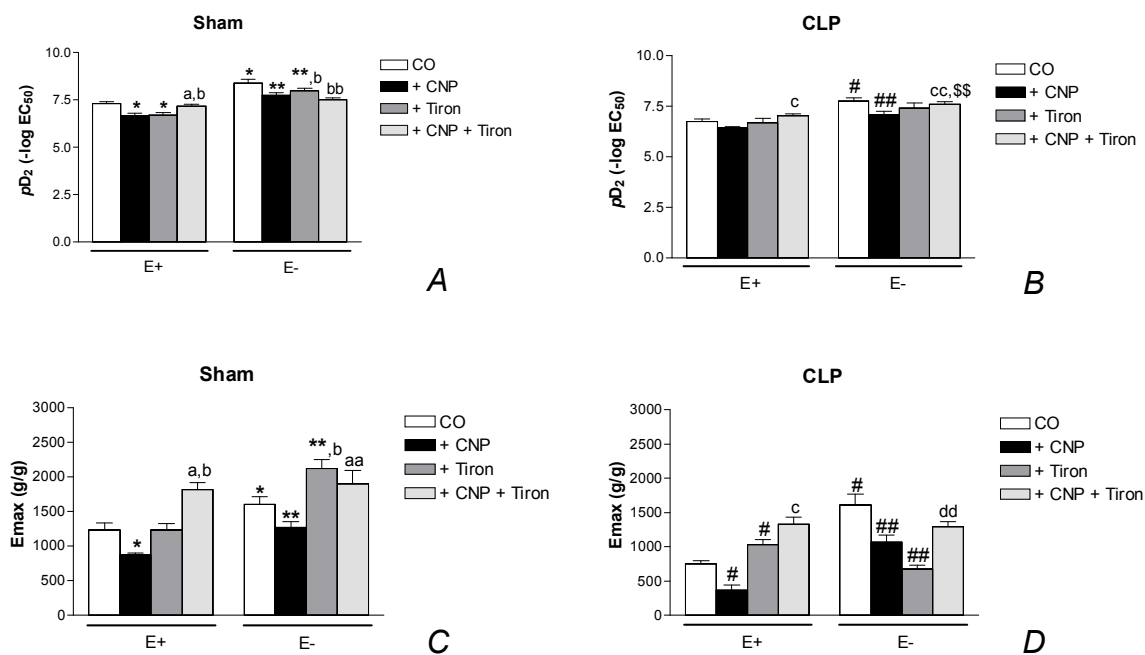 Sham
pD₂ (-log EC₅₀)
10.0
7.5
5.0
2.5
0.0
* * a,b * ** **,b bb
E+ E-
CO
+ CNP
+ Tiron
+ CNP + Tiron
A
CLP
pD₂ (-log EC₅₀)
10.0
7.5
5.0
2.5
0.0
c # ## cc,$$
E+ E-
CO
+ CNP
+ Tiron
+ CNP + Tiron
B
Sham
Emax (g/g)
3000
2500
2000
1500
1000
500
0
* a,b * ** **,b aa
E+ E-
CO
+ CNP
+ Tiron
+ CNP + Tiron
C
CLP
Emax (g/g)
3000
2500
2000
1500
1000
500
0
# # c # ## ## dd
E+ E-
CO
+ CNP
+ Tiron
+ CNP + Tiron
D